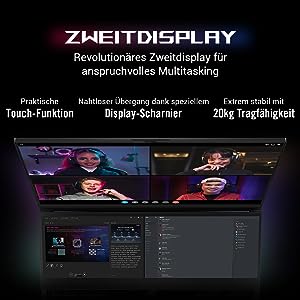 ZWEITDISPLAY
Revolutionäres Zweitdisplay für
anspruchvolles Multitasking
Praktische
Touch-Funktion
Nahtloser Übergang dank speziellem
Display-Scharnier
Extrem stabil mit
20kg Tragfähigkeit